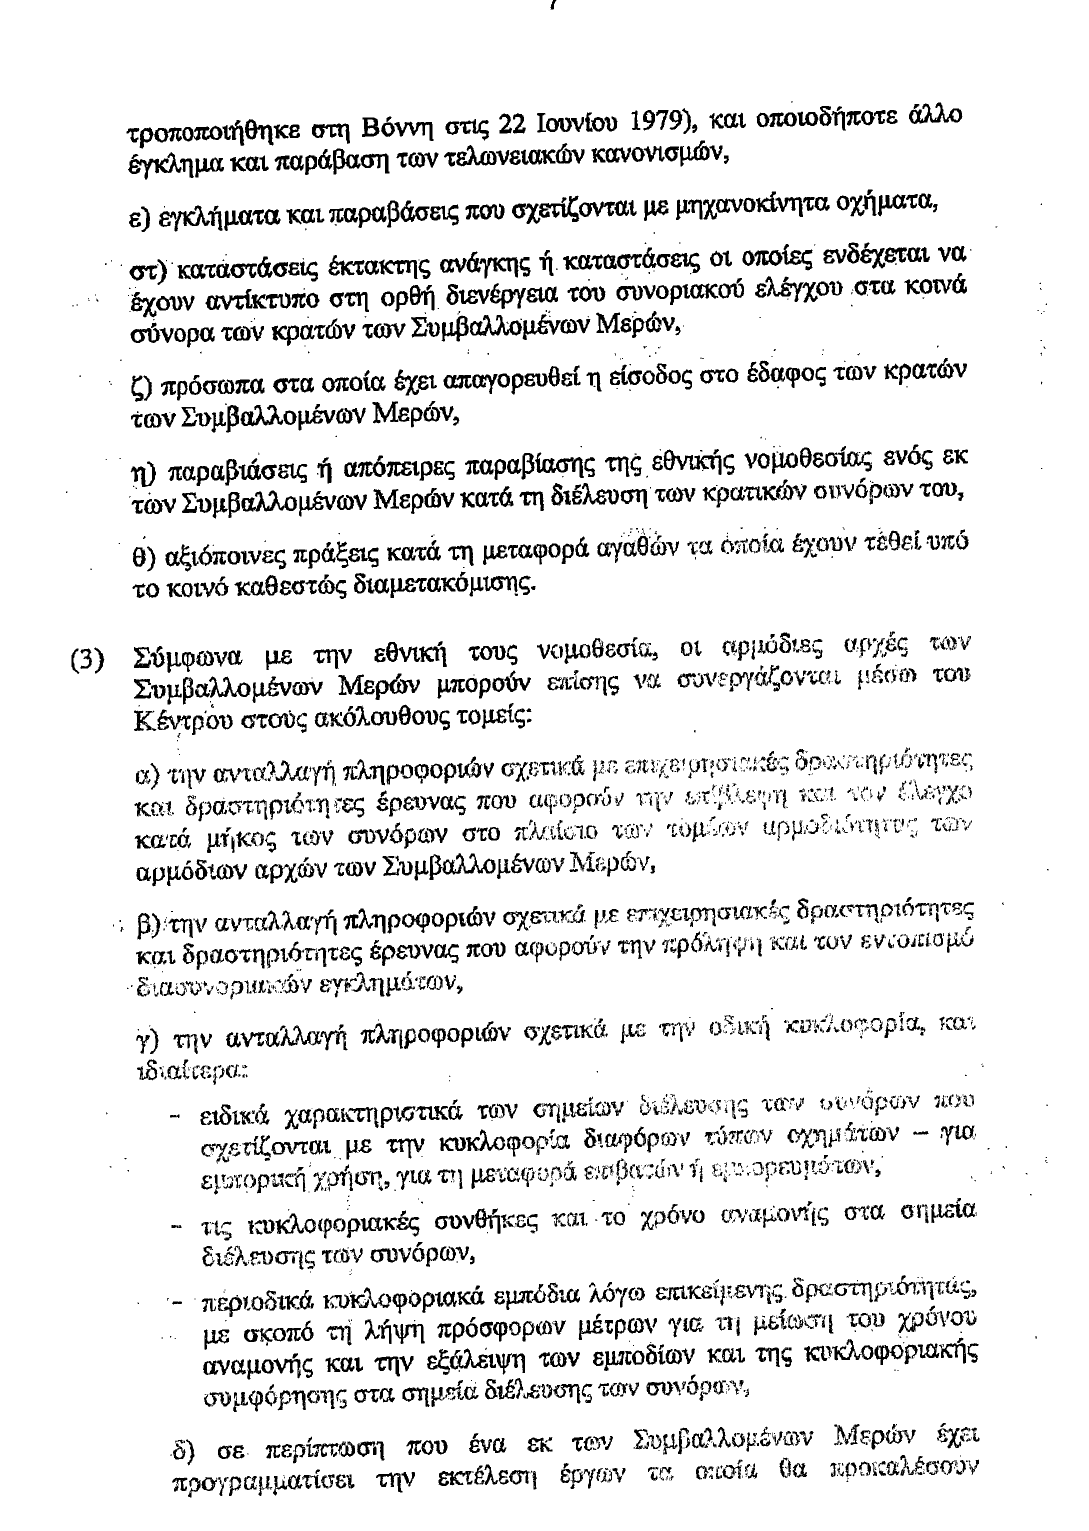 7
τροποποιήθηκε στη Βόννη στις 22 Ιουνίου 1979), και οποιοδήποτε άλλο
έγκλημα και παράβαση των τελωνειακών κανονισμών,
ε) εγκλήματα και παραβάσεις που σχετίζονται με μηχανοκίνητα οχήματα,
στ) καταστάσεις έκτακτης ανάγκης ή καταστάσεις οι οποίες ενδέχεται να
έχουν αντίκτυπο στη ορθή διενέργεια του συνοριακού ελέγχου στα κοινά
σύνορα των κρατών των Συμβαλλομένων Μερών,
ζ) πρόσωπα στα οποία έχει απαγορευθεί η είσοδος στο έδαφος των κρατών
των Συμβαλλομένων Μερών,
η) παραβιάσεις ή απόπειρες παραβίασης της εθνικής νομοθεσίας ενός εκ
των Συμβαλλομένων Μερών κατά τη διέλευση των κρατικών συνόρων του,
θ) αξιόποινες πράξεις κατά τη μεταφορά αγαθών τα οποία έχουν τεθεί υπό
το κοινό καθεστώς διαμετακόμισης.
(3) Σύμφωνα με την εθνική τους νομοθεσία, οι αρμόδιες αρχές των
Συμβαλλομένων Μερών μπορούν επίσης να συνεργάζονται μέσω του
Κέντρου στους ακόλουθους τομείς:
α) την ανταλλαγή πληροφοριών σχετικά με επιχειρησιακές δραστηριότητες
και δραστηριότητες έρευνας που αφορούν την επίβλεψη και τον έλεγχο
κατά μήκος των συνόρων στο πλαίσιο των τομέων αρμοδιότητας των
αρμόδιων αρχών των Συμβαλλομένων Μερών,
β) την ανταλλαγή πληροφοριών σχετικά με επιχειρησιακές δραστηριότητες
και δραστηριότητες έρευνας που αφορούν την πρόληψη και τον εντοπισμό
διασυνοριακών εγκλημάτων,
γ) την ανταλλαγή πληροφοριών σχετικά με την οδική κυκλοφορία, και
ιδιαίτερα:
- ειδικά χαρακτηριστικά των σημείων διέλευσης των συνόρων που
σχετίζονται με την κυκλοφορία διαφόρων τύπων οχημάτων – για
εμπορική χρήση, για τη μεταφορά επιβατών ή εμπορευμάτων,
- τις κυκλοφοριακές συνθήκες και το χρόνο αναμονής στα σημεία
διέλευσης των συνόρων,
- περιοδικά κυκλοφοριακά εμπόδια λόγω επικείμενης δραστηριότητας,
με σκοπό τη λήψη πρόσφορων μέτρων για τη μείωση του χρόνου
αναμονής και την εξάλειψη των εμποδίων και της κυκλοφοριακής
συμφόρησης στα σημεία διέλευσης των συνόρων,
δ) σε περίπτωση που ένα εκ των Συμβαλλομένων Μερών έχει
προγραμματίσει την εκτέλεση έργων τα οποία θα προκαλέσουν